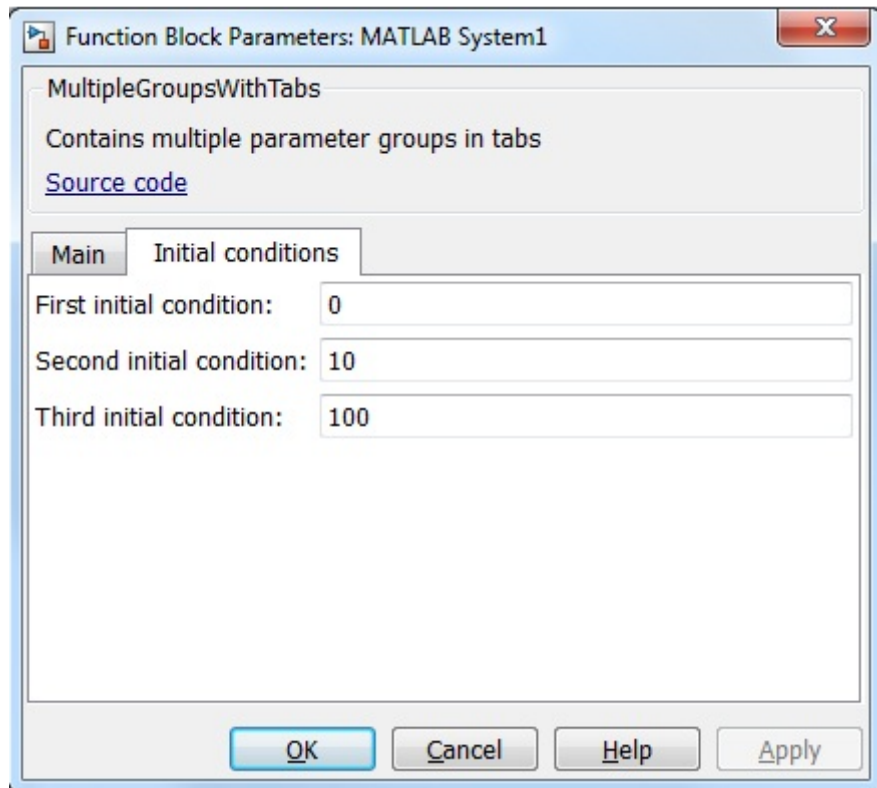 Function Block Parameters: MATLAB System1
MultipleGroupsWithTabs
Contains multiple parameter groups in tabs
Source code
Main Initial conditions
First initial condition: 0
Second initial condition: 10
Third initial condition: 100
OK Cancel Help Apply